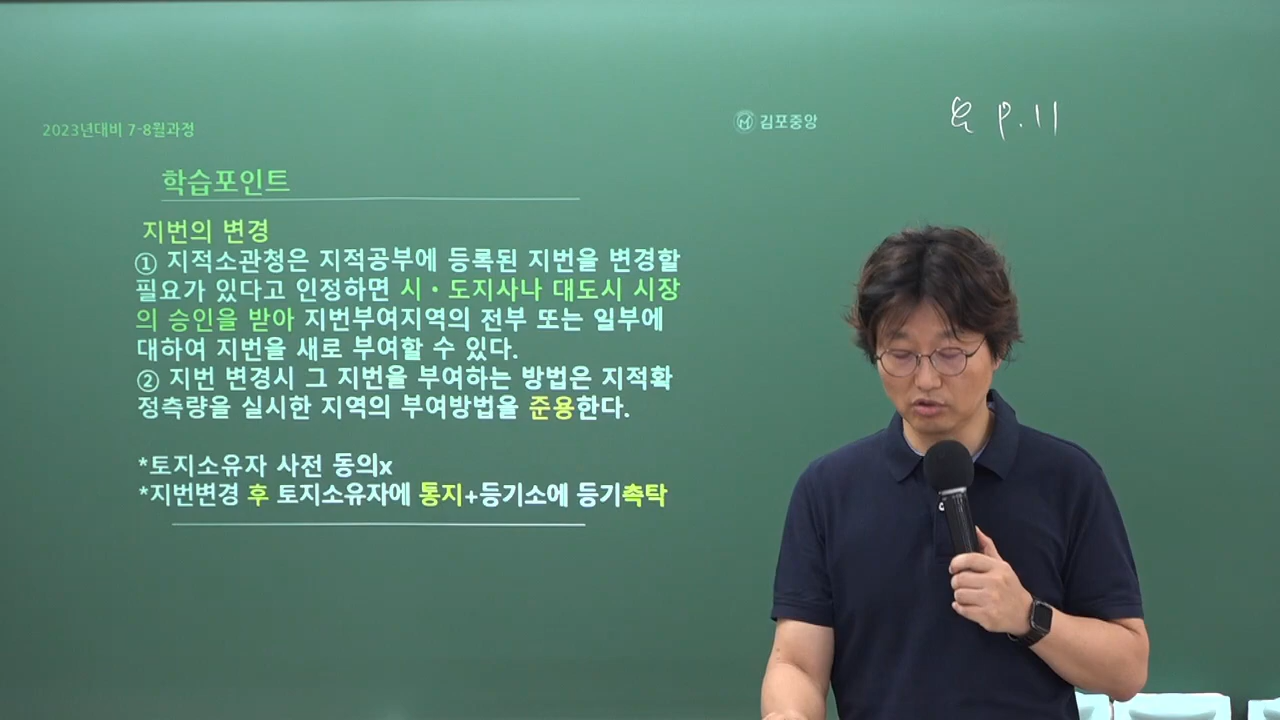 2023년대비 7-8월과정
김포중앙
p.11
학습포인트
지번의 변경
① 지적소관청은 지적공부에 등록된 지번을 변경할
필요가 있다고 인정하면 시·도지사나 대도시 시장
의 승인을 받아 지번부여지역의 전부 또는 일부에
대하여 지번을 새로 부여할 수 있다.
② 지번 변경시 그 지번을 부여하는 방법은 지적확
정측량을 실시한 지역의 부여방법을 준용한다.
*토지소유자 사전 동의x
*지번변경 후 토지소유자에 통지+등기소에 등기촉탁